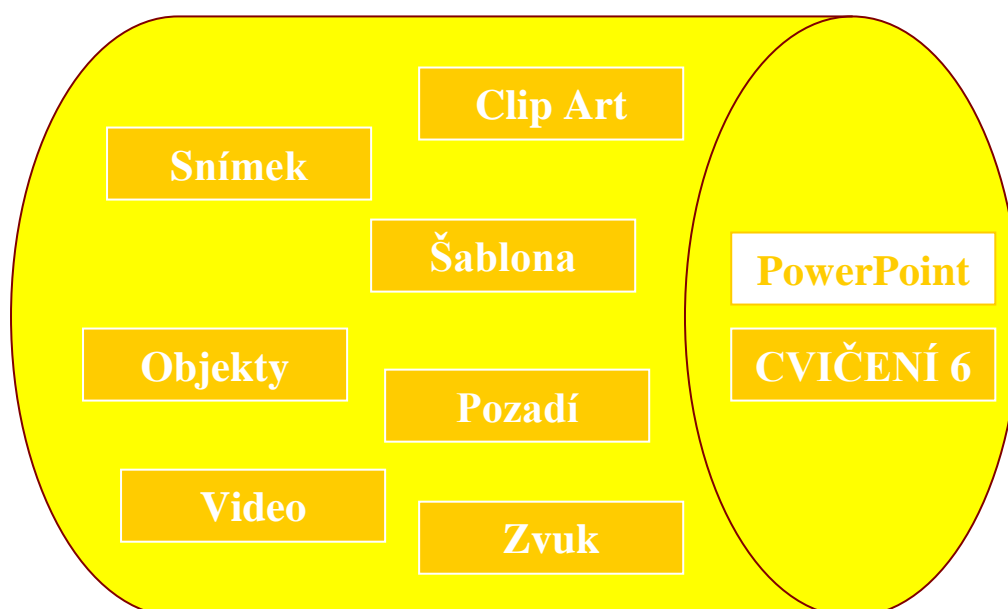 Clip Art
Snímek
Šablona
PowerPoint
Objekty
CVIČENÍ 6
Pozadí
Video
Zvuk